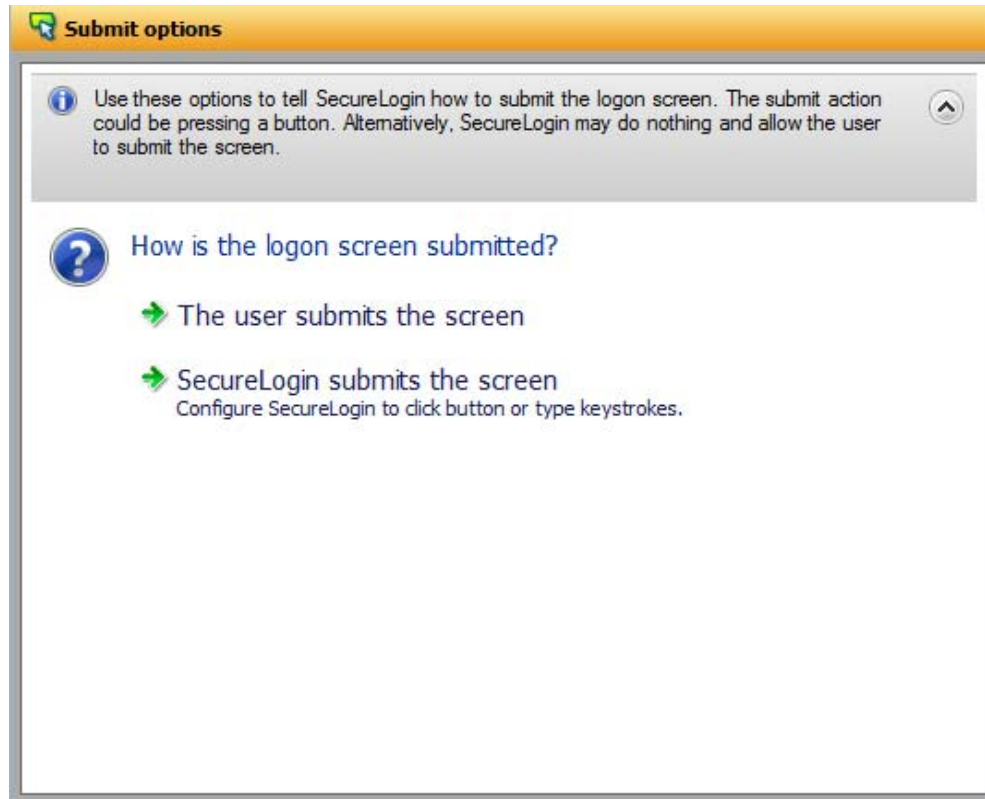 Submit options
Use these options to tell SecureLogin how to submit the logon screen. The submit action
could be pressing a button. Alternatively, SecureLogin may do nothing and allow the user
to submit the screen.
How is the logon screen submitted?
The user submits the screen
SecureLogin submits the screen
Configure SecureLogin to click button or type keystrokes.